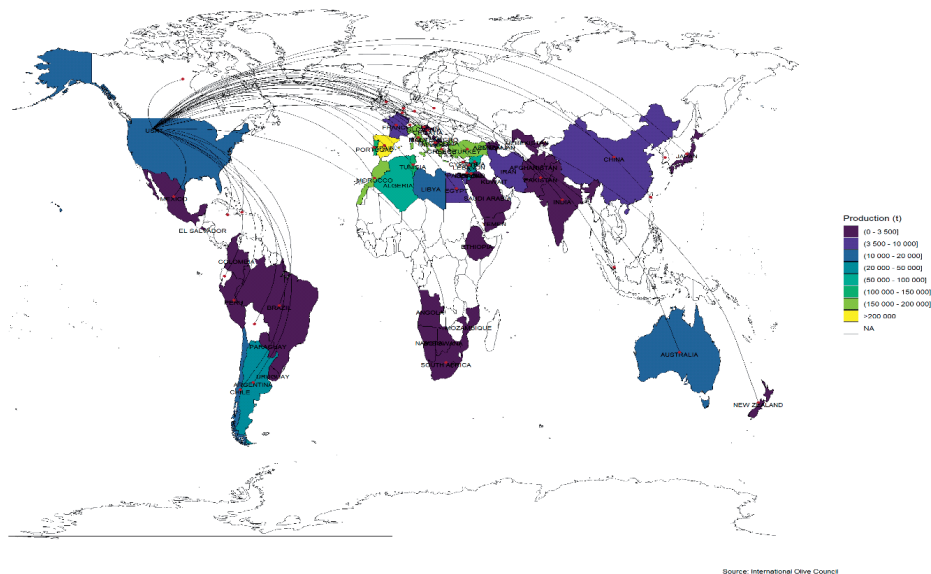 USA
MEXICO
EL SALVADOR
COLOMBIA
PERU
BRAZIL
PARAGUAY
URUGUAY
ARGENTINA
CHILE
PORTUGAL
MOROCCO
ALGERIA
TUNISIA
LIBYA
EGYPT
IRAN
AFGHANISTAN
PAKISTAN
KUWAIT
SAUDI ARAB
YEMEN
ETHIOPIA
INDIA
CHINA
JAPAN
ANGOLA
MOZAMBIQUE
SOUTH AFRICA
AUSTRALIA
NEW ZEALAND
Production (t)
(0 - 3 500]
(3 500 - 10 000]
(10 000 - 20 000]
(20 000 - 50 000]
(50 000 - 100 000]
(100 000 - 150 000]
(150 000 - 200 000]
>200 000
NA
Source: International Olive Council